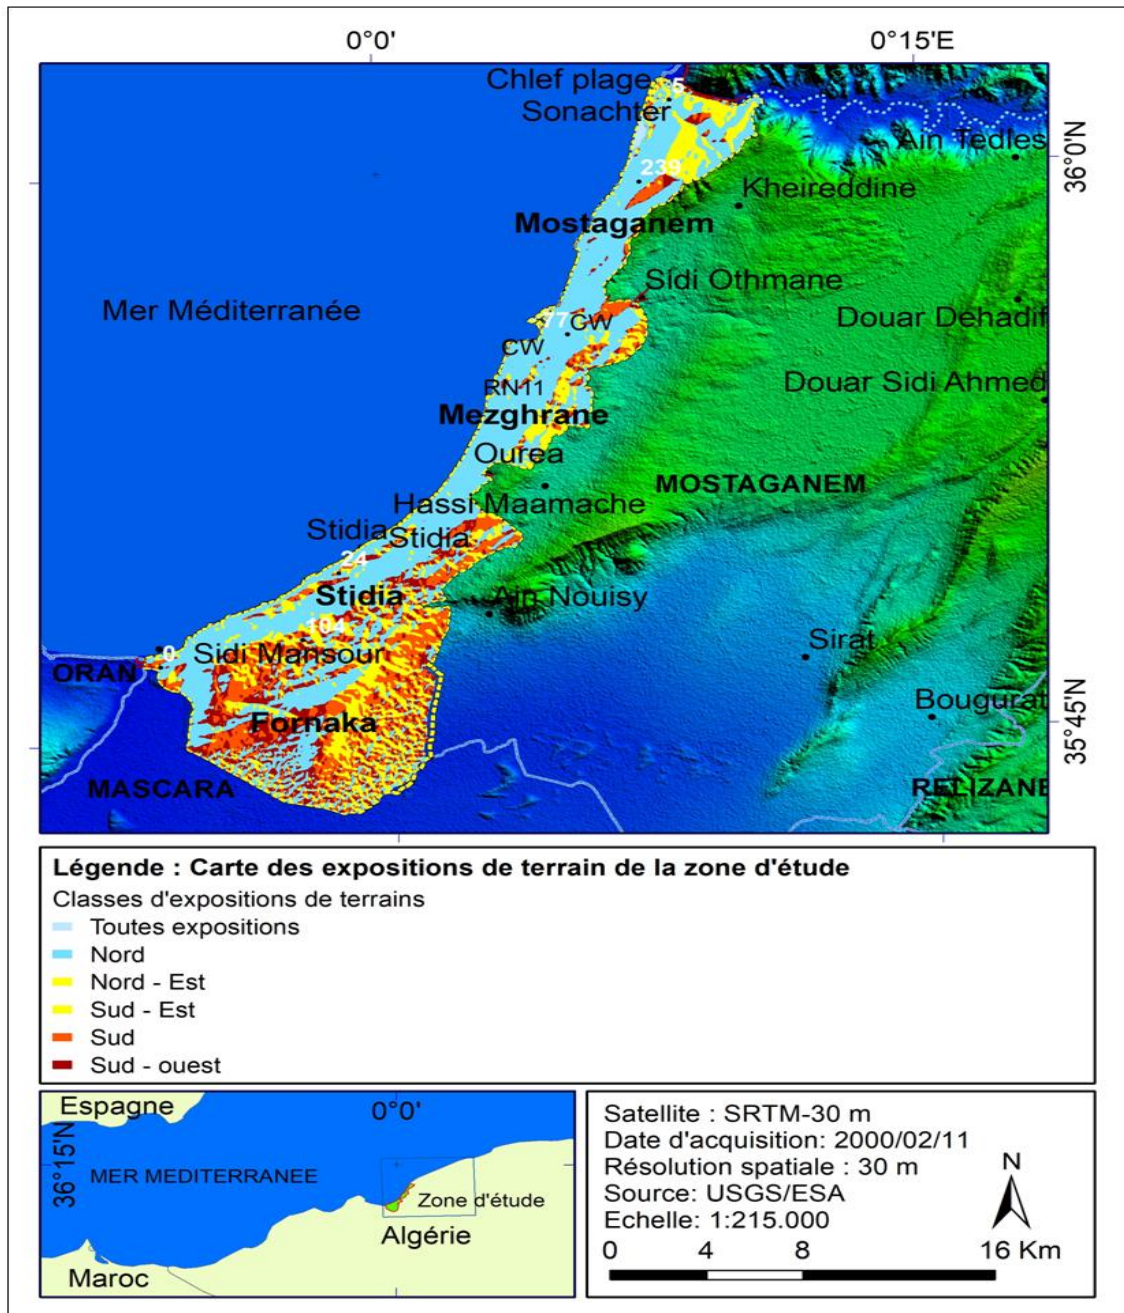 0°0'
0°15'E
Chlef plage
5
Sonachter
Ain Tedles
36°0'N
239
Kheireddine
Mostaganem
Sidi Othmane
Mer Méditerranée
77
CW
Douar Dehadif
CW
RN11
Douar Sidi Ahmed
Mezghrane
Ourea
MOSTAGANEM
Hassi Maamache
Stidia
Stidia
24
Stidia
Ain Nouisy
104
Sirat
0
Sidi Mansour
ORAN
Bougurat
Fornaka
35°45'N
MASCARA
RELIZANE
Légende : Carte des expositions de terrain de la zone d'étude
Classes d'expositions de terrains
Toutes expositions
Nord
Nord - Est
Sud - Est
Sud
Sud - ouest
Espagne
0°0'
36°15'N
MER MEDITERRANEE
Zone d'étude
Algérie
Maroc
Satellite : SRTM-30 m
Date d'acquisition: 2000/02/11
Résolution spatiale : 30 m
Source: USGS/ESA
Echelle: 1:215.000
N
0 4 8 16 Km